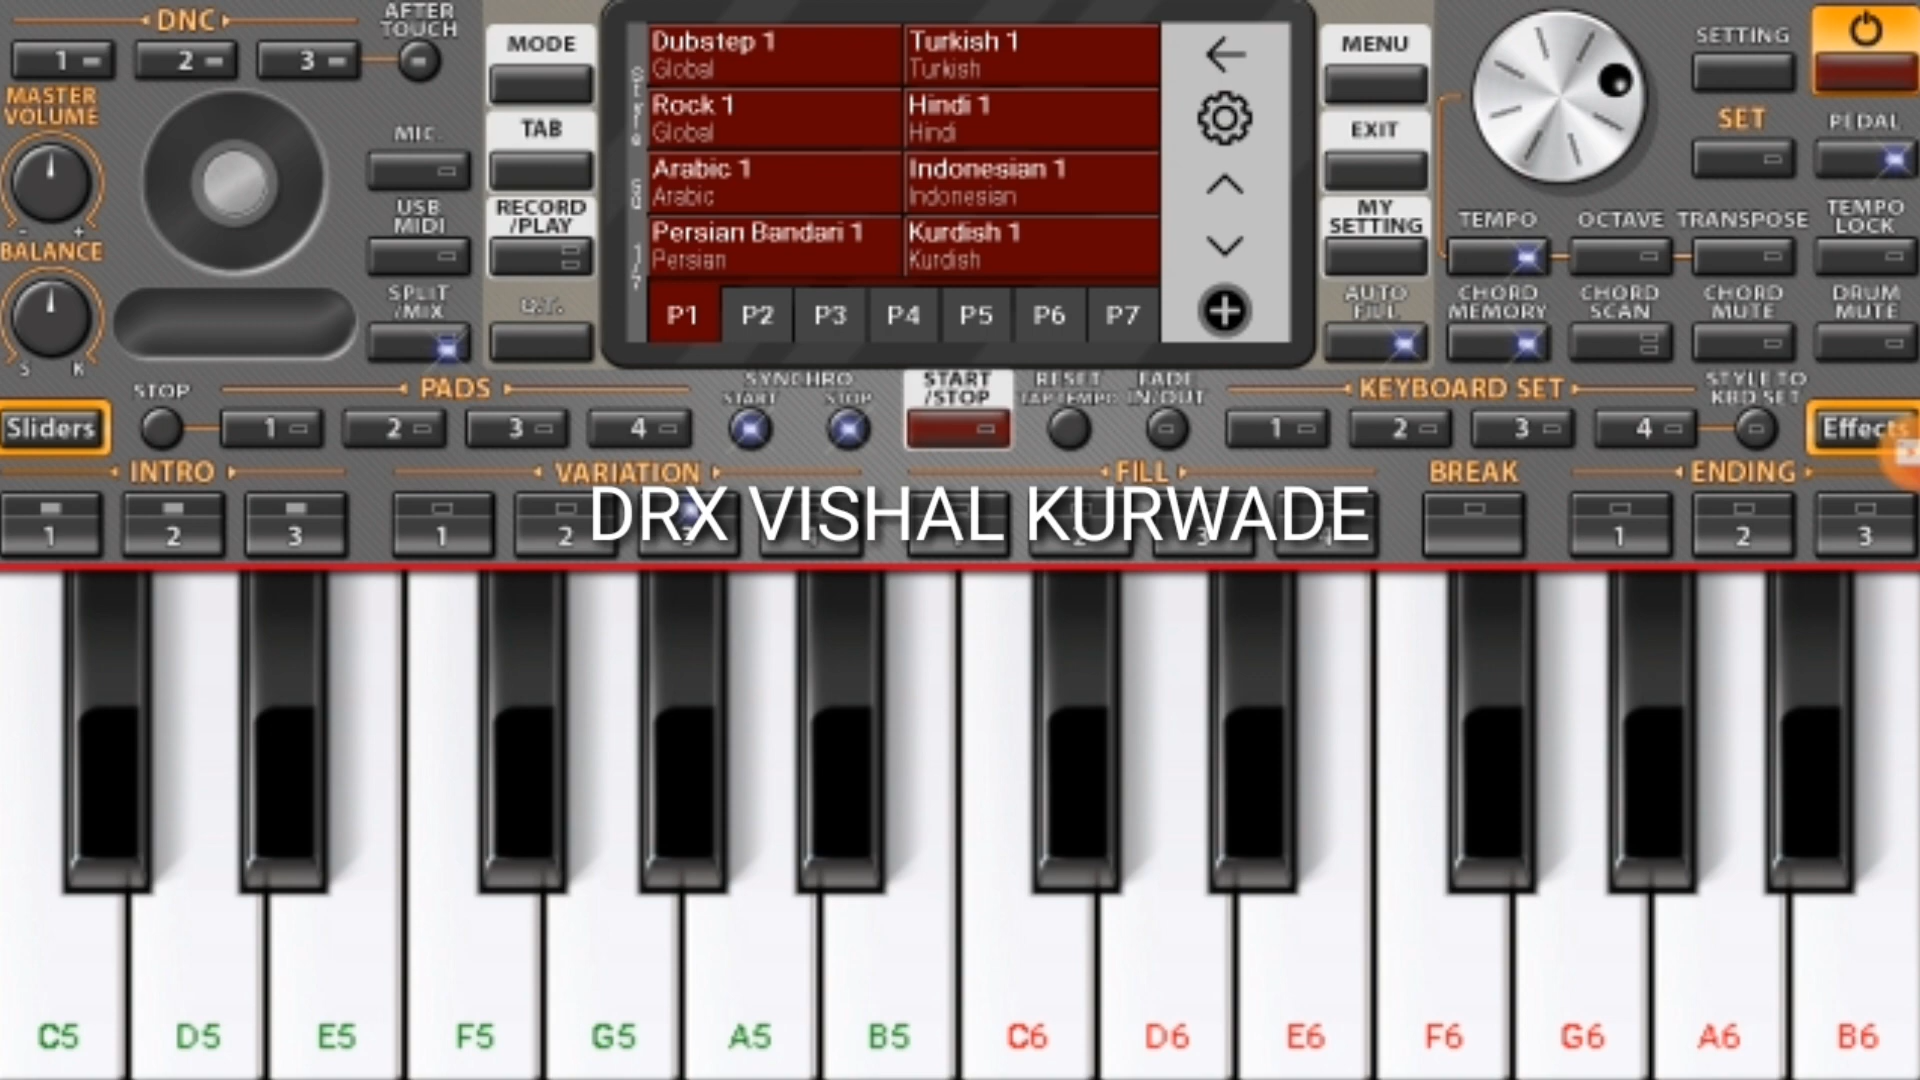 DNC
AFTER
TOUCH
1 2 3
MASTER
VOLUME
- +
BALANCE
S K
MIC.
USB
MIDI
SPLIT
/MIX
MODE
TAB
RECORD
/PLAY
Dubstep 1 Turkish 1
Global Turkish
Rock 1 Hindi 1
Global Hindi
Arabic 1 Indonesian 1
Arabic Indonesian
Persian Bandari 1 Kurdish 1
Persian Kurdish
P1 P2 P3 P4 P5 P6 P7
MENU
EXIT
MY
SETTING
AUTO
FILL
SETTING
SET
PEDAL
TEMPO OCTAVE TRANSPOSE
TEMPO
LOCK
CHORD
MEMORY
CHORD
SCAN
CHORD
MUTE
DRUM
MUTE
Sliders
STOP
PADS
1 2 3 4
SYNCHRO
START STOP
START
/STOP
RESET
TAP TEMPO
FADE
IN/OUT
KEYBOARD SET
1 2 3 4
STYLE TO
KBD SET
Effects
INTRO VARIATION FILL BREAK ENDING
1 2 3 1 2
DRX VISHAL KURWADE
1 2 3
C5 D5 E5 F5 G5 A5 B5 C6 D6 E6 F6 G6 A6 B6